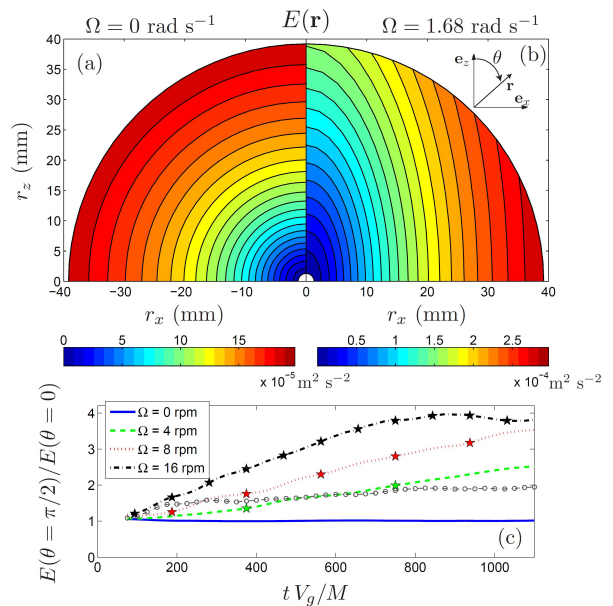 Ω = 0 rad s⁻¹ E(r) Ω = 1.68 rad s⁻¹
(a) (b)
e_z θ
r
e_x
40
35
30
25
20
15
10
5
0
r_z (mm)
−40 −30 −20 −10 0 10 20 30 40
r_x (mm) r_x (mm)
0 5 10 15
x 10⁻⁵ m² s⁻²
0.5 1 1.5 2 2.5
x 10⁻⁴ m² s⁻²
E(θ = π/2)/E(θ = 0)
4
3
2
1
0
Ω = 0 rpm
Ω = 4 rpm
Ω = 8 rpm
Ω = 16 rpm
(c)
0 200 400 600 800 1000
t V_g/M